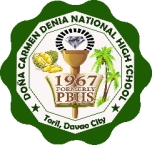 DOÑA CARMEN DENIA NATIONAL HIGH SCHOOL
1967
FORMERLY
PBHS
Toril, Davao City